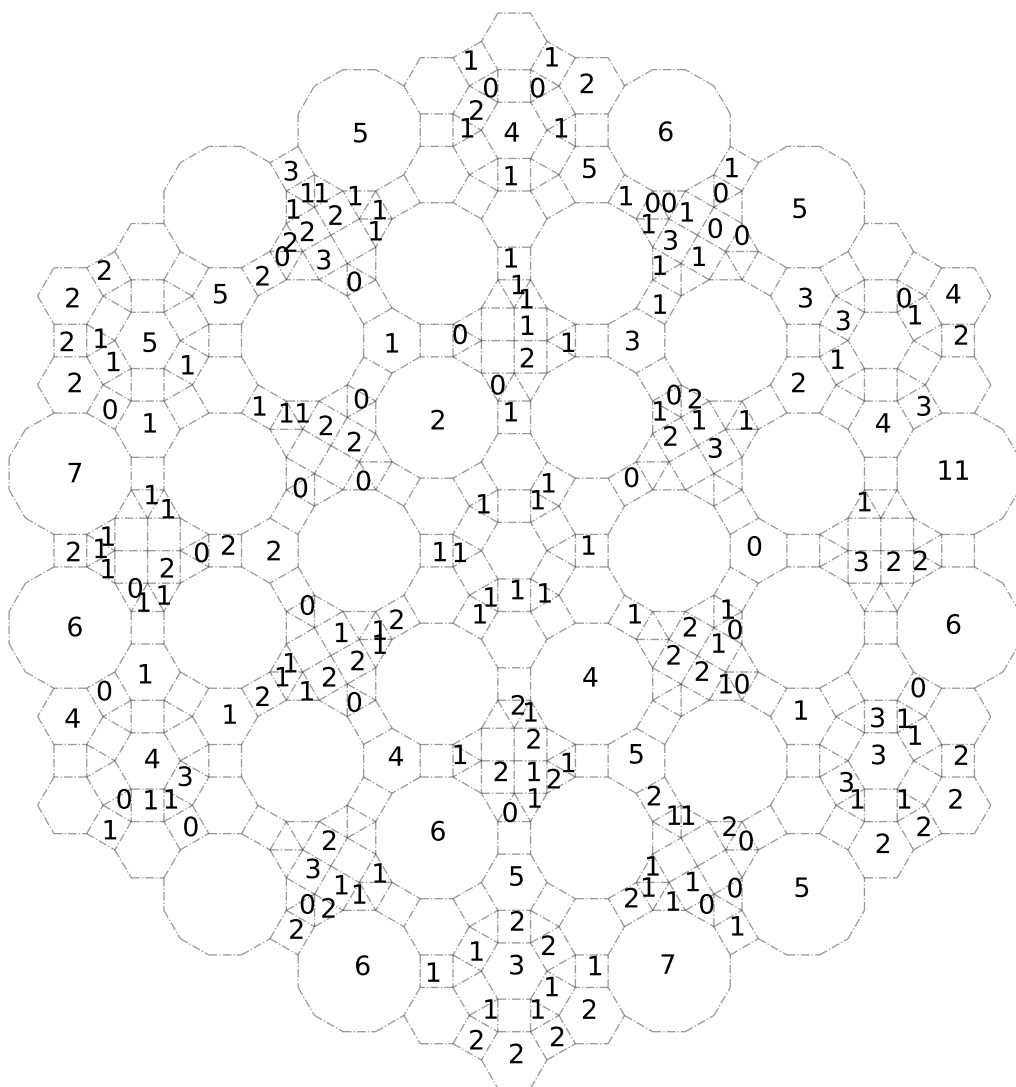 1 1
0 0 2
2
5 1 4 1 6
3 1 5 1
11 1 1 00 0 5
1 2 1 1 1
2 2 1 3 0 0
0 3 1 1 1
2 2 0 1 1
2 5 1 1 3 0 4
2 1 5 0 1 1 3 1 2
1 1 1 2 1 3 1
2 0 1 0 2 2
0 1 11 2 2 1 1 1 1 4 3
2 2 3
7 0 0 1 0 11
1 1 1 1 1
1 2 0 2 2 1 1 1 0 3 2 2
1 2
0 1 1 0 1 1 1 1
6 1 1 2 1 1 2 1 0 4 6
1 1 2 2 2 1
1 1 2 0 2 10 0
0 2
4 1 2 1 1 3 1
4 4 1 2 1 5 3 1 2
3 2 1 2 3
0 1 1 1 2 1 1 2
1 0 6 0 11 2 0 2
2 2
3 1 1 5 1 1 0 5
0 2 1 2 1 1 0
2 2 1
6 1 1 3 2 1 7
1 1 1 2
2 2 2